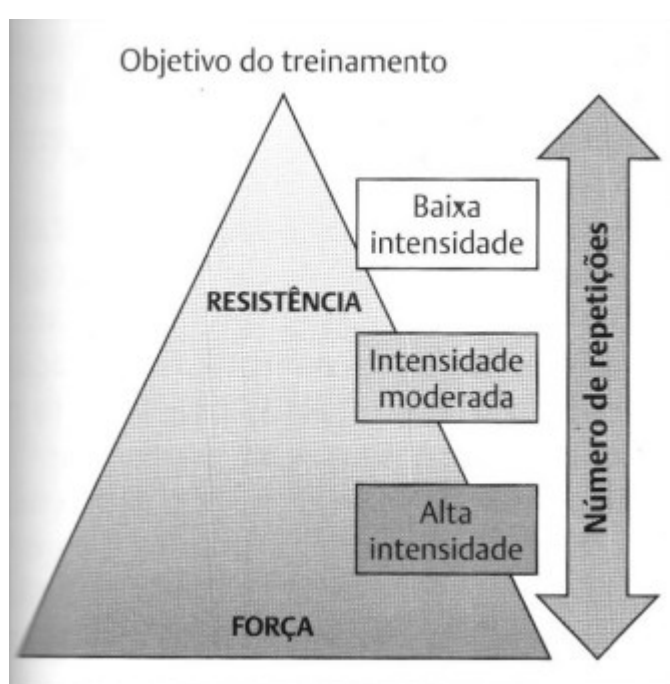 Objetivo do treinamento
Baixa
intensidade
RESISTÊNCIA
Intensidade
moderada
Alta
intensidade
FORÇA
Número de repetições